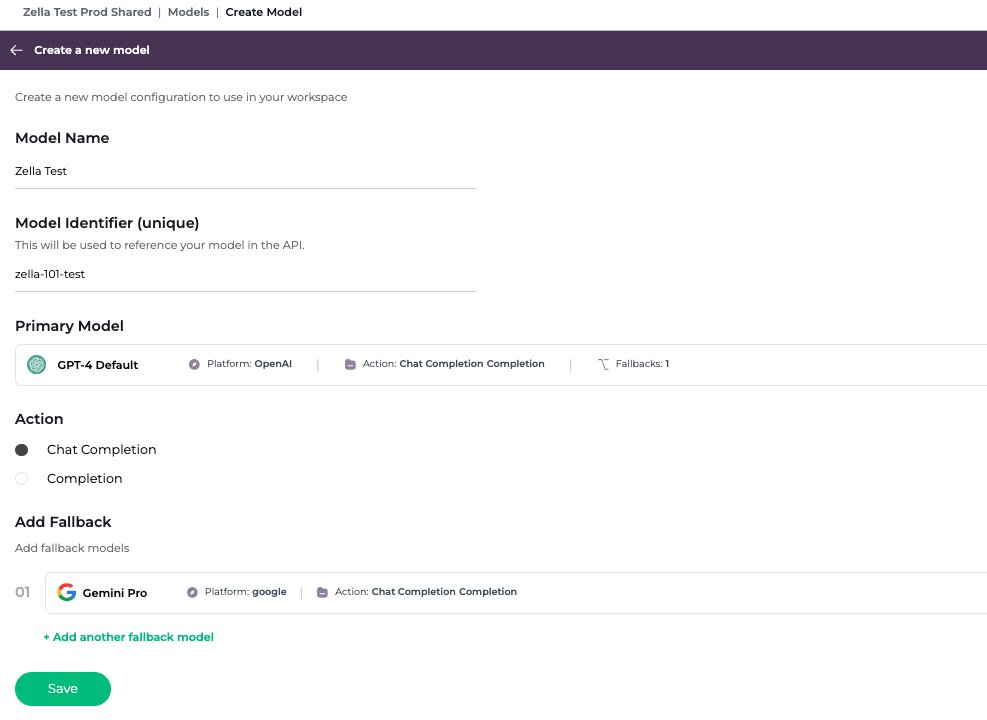 Zella Test Prod Shared | Models | Create Model
Create a new model
Create a new model configuration to use in your workspace
Model Name
Zella Test
Model Identifier (unique)
This will be used to reference your model in the API.
zella-101-test
Primary Model
GPT-4 Default Platform: OpenAI | Action: Chat Completion Completion | Fallbacks: 1
Action
Chat Completion
Completion
Add Fallback
Add fallback models
01 Gemini Pro Platform: google | Action: Chat Completion Completion
+ Add another fallback model
Save